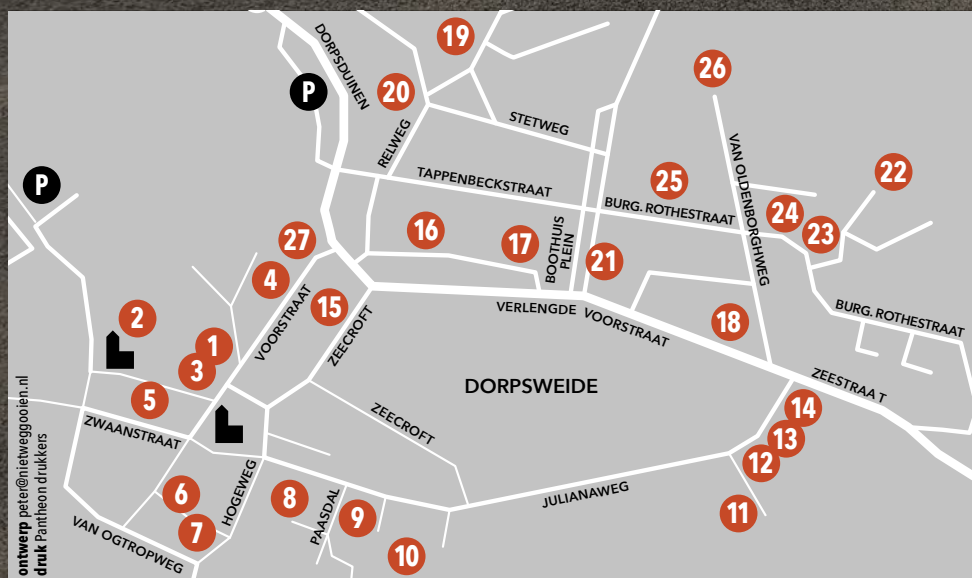 19
26
DORPSDUINEN
P
20
STETWEG
RELWEG
P
TAPPENBECKSTRAAT
25
22
BURG. ROTHESTRAAT
VAN OLDENBORGHWEG
24
23
16
27
17
BOOTHUIS
PLEIN
21
4
15
VOORSTRAAT
ZEECROFT
VERLENGDE VOORSTRAAT
18
BURG. ROTHESTRAAT
2
1
3
5
DORPSWEIDE
ZEESTRAAT
ZWAANSTRAAT
ZEECROFT
14
13
12
11
HOGEWEG
6
7
8
PAASDAL
9
10
JULIANAWEG
VAN OGTROPWEG
ontwerp peter@nietweggooien.nl
druk Pantheon drukkers